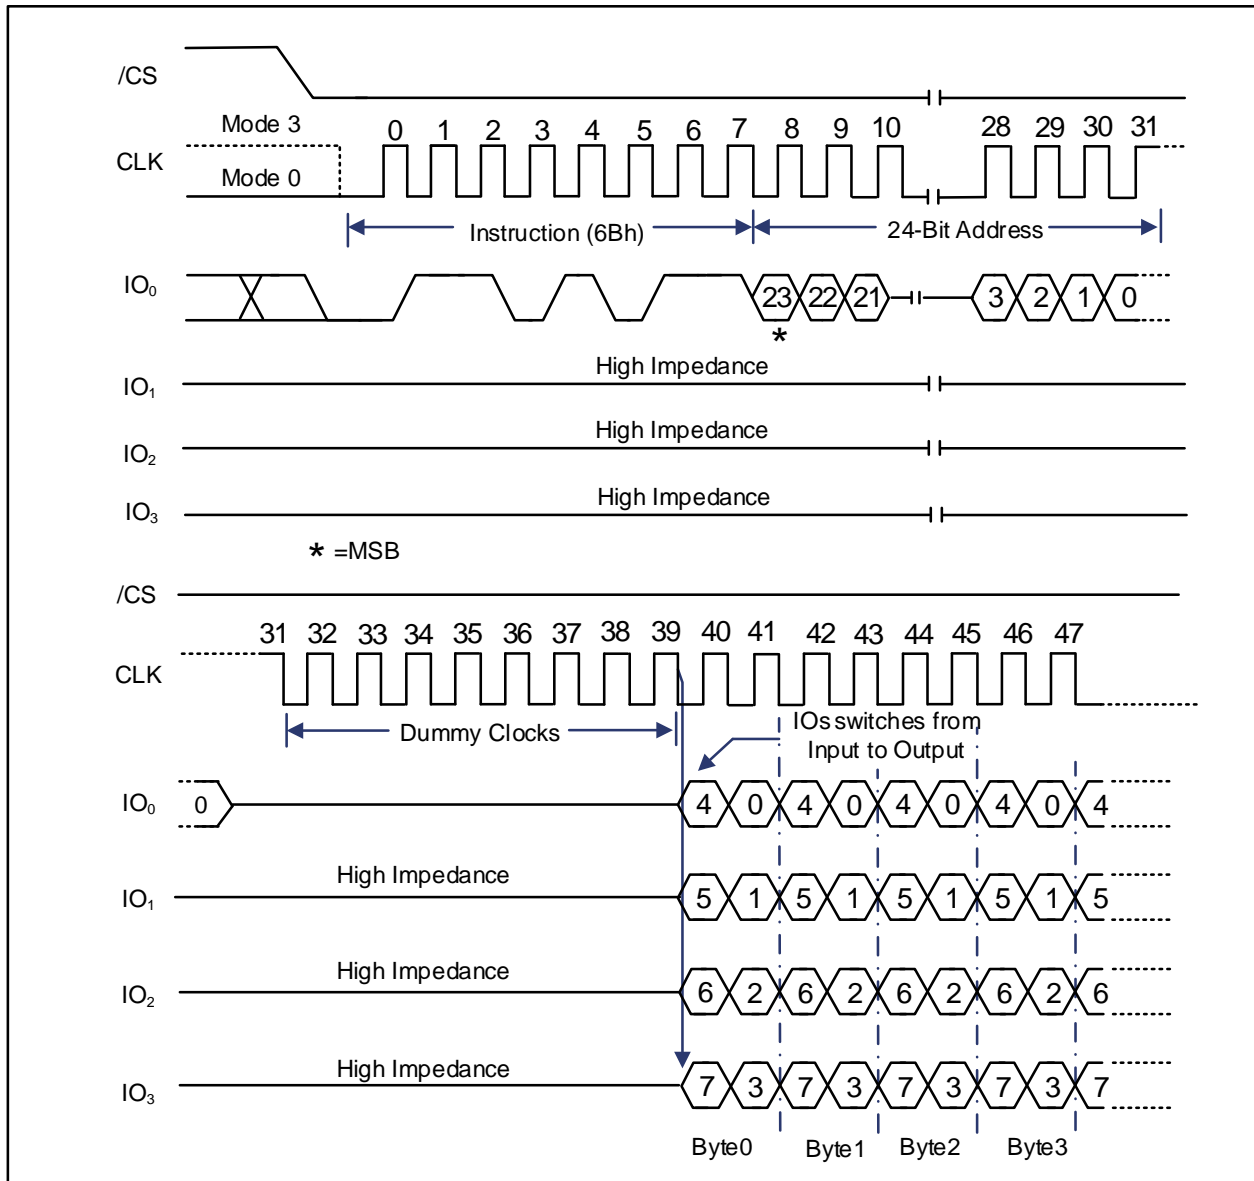 /CS
Mode 3
0 1 2 3 4 5 6 7 8 9 10 28 29 30 31
CLK
Mode 0
Instruction (6Bh)
24-Bit Address
IO0
23 22 21 3 2 1 0
*
High Impedance
IO1
High Impedance
IO2
High Impedance
IO3
* =MSB
/CS
31 32 33 34 35 36 37 38 39 40 41 42 43 44 45 46 47
CLK
Dummy Clocks
IOs switches from
Input to Output
IO0
0 4 0 4 0 4 0 4 0 4
High Impedance
IO1
5 1 5 1 5 1 5 1 5
High Impedance
IO2
6 2 6 2 6 2 6 2 6
High Impedance
IO3
7 3 7 3 7 3 7 3 7
Byte0 Byte1 Byte2 Byte3